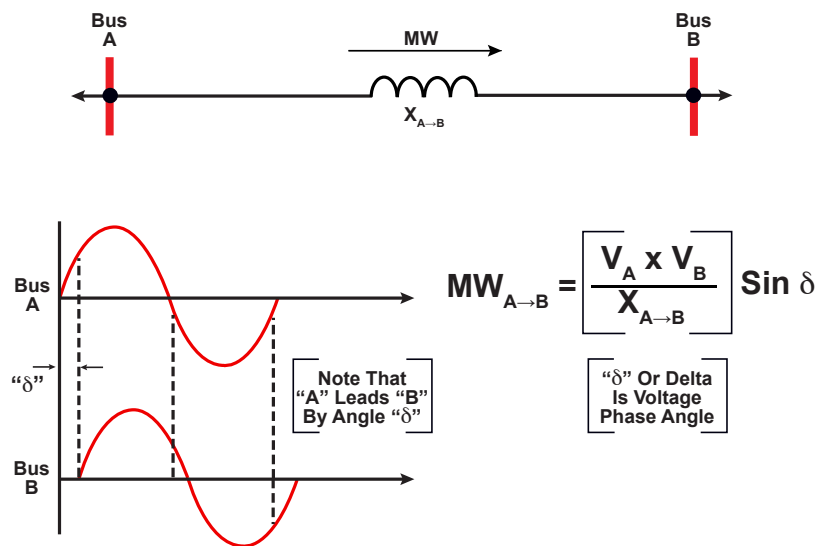 Bus
A
MW
Bus
B
X A→B
Bus
A
“δ”
Bus
B
Note That
“A” Leads “B”
By Angle “δ”
MW A→B = [ V A x V B / X A→B ] Sin δ
“δ” Or Delta
Is Voltage
Phase Angle